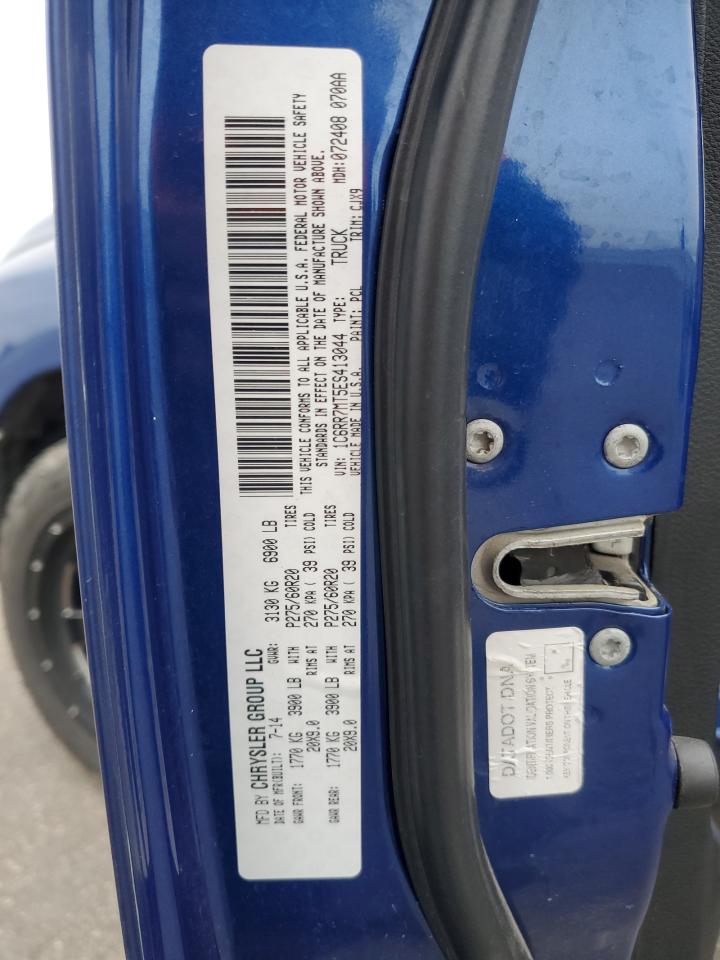 MFD BY CHRYSLER GROUP LLC
DATE OF MFR(BUILT): 7-14 GVWR: 3130 KG 6900 LB
GAWR FRONT: 1770 KG 3900 LB WITH P275/60R20 TIRES
20X9.0 RIMS AT 270 KPA ( 39 PSI) COLD
GAWR REAR: 1770 KG 3900 LB WITH P275/60R20 TIRES
20X9.0 RIMS AT 270 KPA ( 39 PSI) COLD
THIS VEHICLE CONFORMS TO ALL APPLICABLE U.S.A. FEDERAL MOTOR VEHICLE SAFETY
STANDARDS IN EFFECT ON THE DATE OF MANUFACTURE SHOWN ABOVE.
VIN: 1C6RR7MT5ES413044 TYPE: TRUCK MDH:072408 070AA
VEHICLE MADE IN U.S.A. PAINT: PCL TRIM: CJX9
DNA